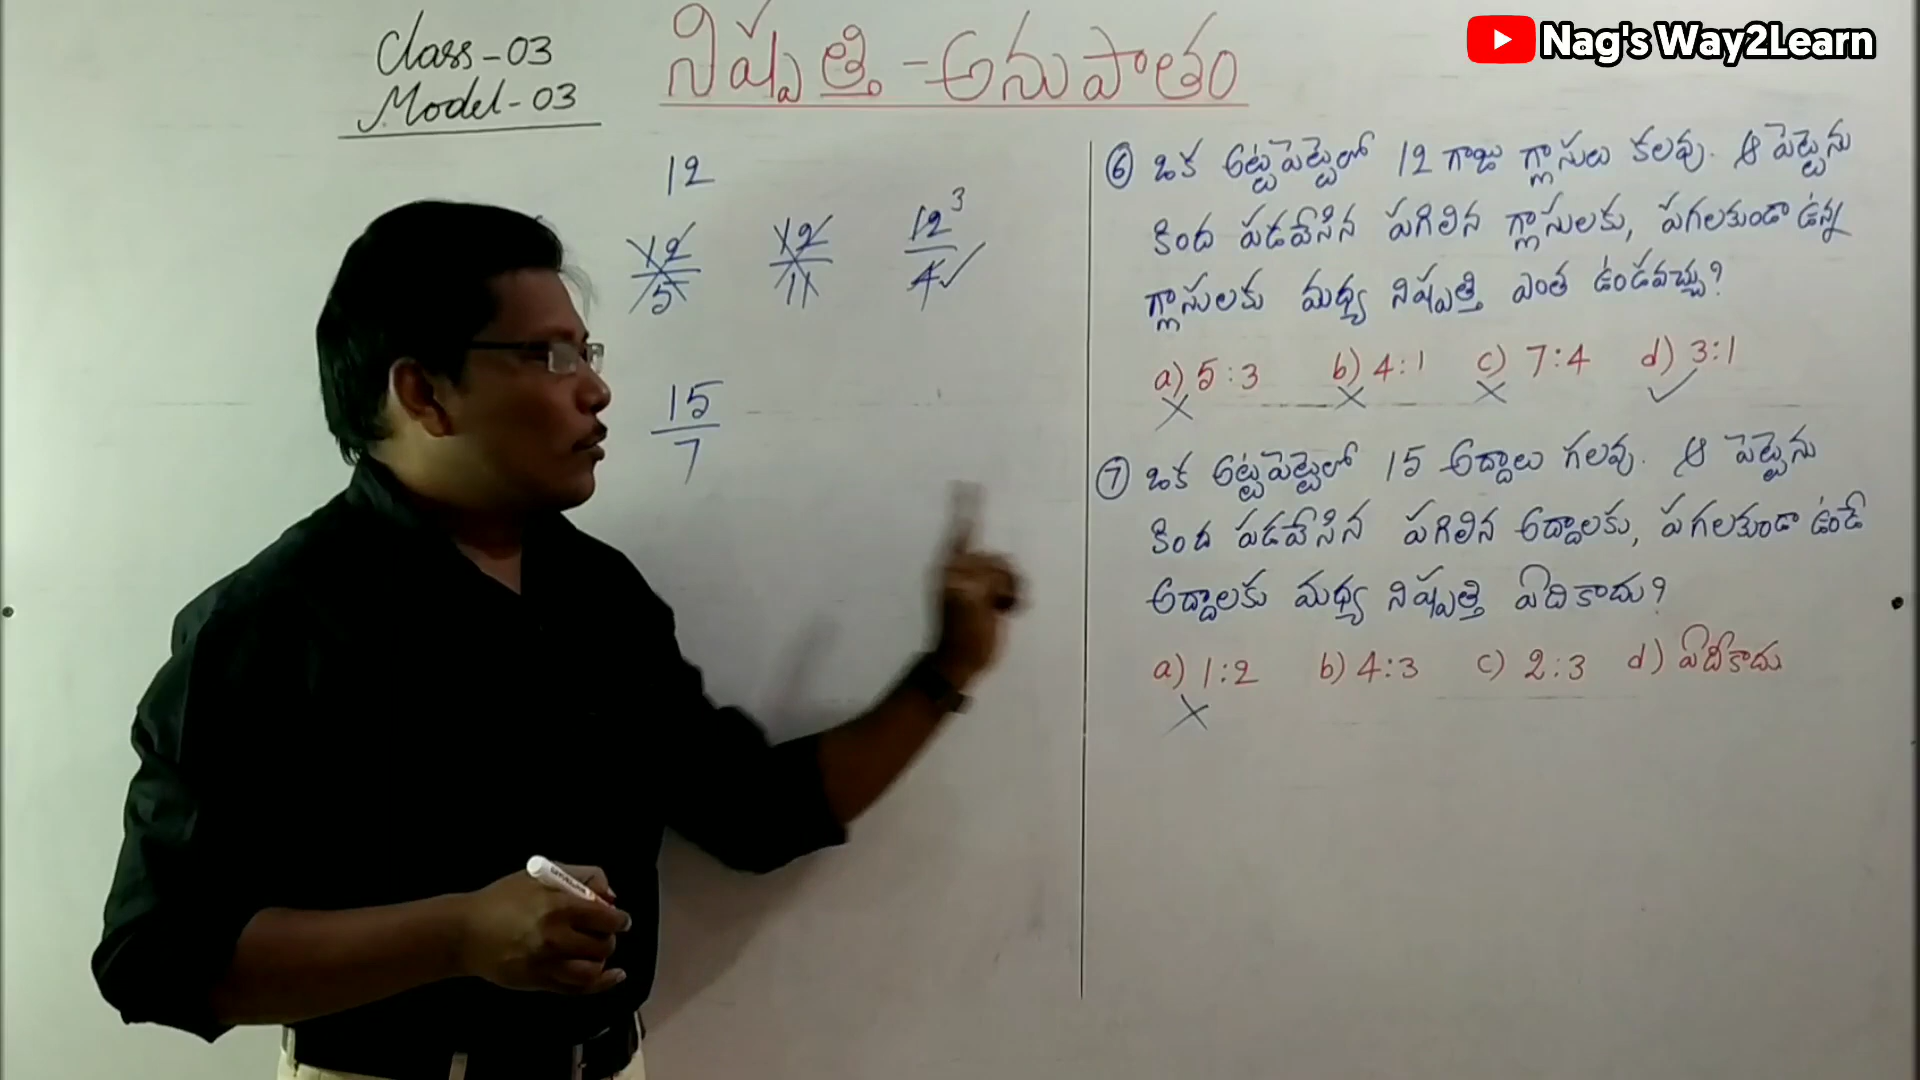 Nag's Way2Learn
Class-03
Model-03
నిష్పత్తి - అనుపాతం
12
12/5
12/11
12/4 3
15/7
⑥ ఒక అట్టపెట్టెలో 12 గాజు గ్లాసులు కలవు. ఆ పెట్టెను
కింద పడవేసిన పగిలిన గ్లాసులకు, పగలకుండా ఉన్న
గ్లాసులకు మధ్య నిష్పత్తి ఎంత ఉండవచ్చు?
a) 5:3 b) 4:1 c) 7:4 d) 3:1
⑦ ఒక అట్టపెట్టెలో 15 అద్దాలు గలవు. ఆ పెట్టెను
కింద పడవేసిన పగిలిన అద్దాలకు, పగలకుండా ఉండే
అద్దాలకు మధ్య నిష్పత్తి ఏదికాదు?
a) 1:2 b) 4:3 c) 2:3 d) ఏదీకాదు